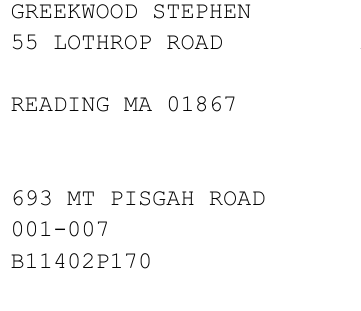 GREEKWOOD STEPHEN
55 LOTHROP ROAD
READING MA 01867
693 MT PISGAH ROAD
001-007
B11402P170